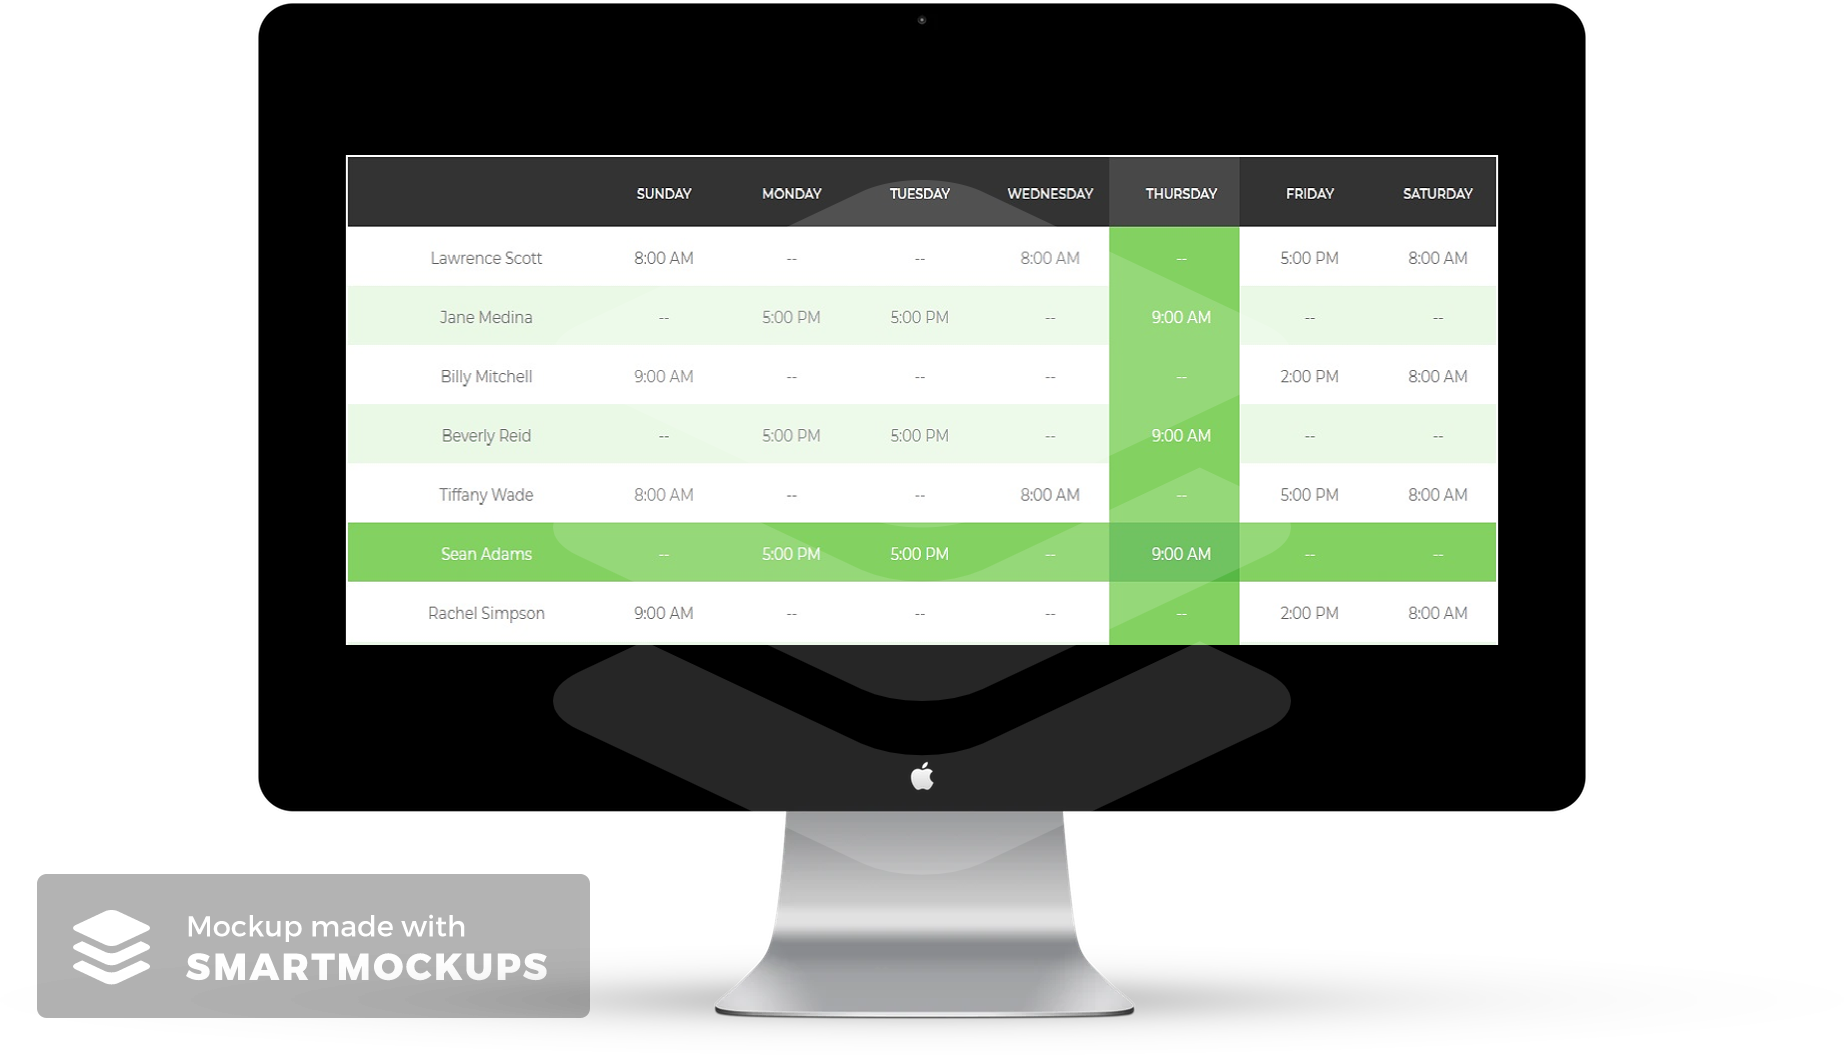 SUNDAY MONDAY TUESDAY WEDNESDAY THURSDAY FRIDAY SATURDAY
Lawrence Scott 8:00 AM -- -- 8:00 AM -- 5:00 PM 8:00 AM
Jane Medina -- 5:00 PM 5:00 PM -- 9:00 AM -- --
Billy Mitchell 9:00 AM -- -- -- -- 2:00 PM 8:00 AM
Beverly Reid -- 5:00 PM 5:00 PM -- 9:00 AM -- --
Tiffany Wade 8:00 AM -- -- 8:00 AM -- 5:00 PM 8:00 AM
Sean Adams -- 5:00 PM 5:00 PM -- 9:00 AM -- --
Rachel Simpson 9:00 AM -- -- -- -- 2:00 PM 8:00 AM
Mockup made with
SMARTMOCKUPS